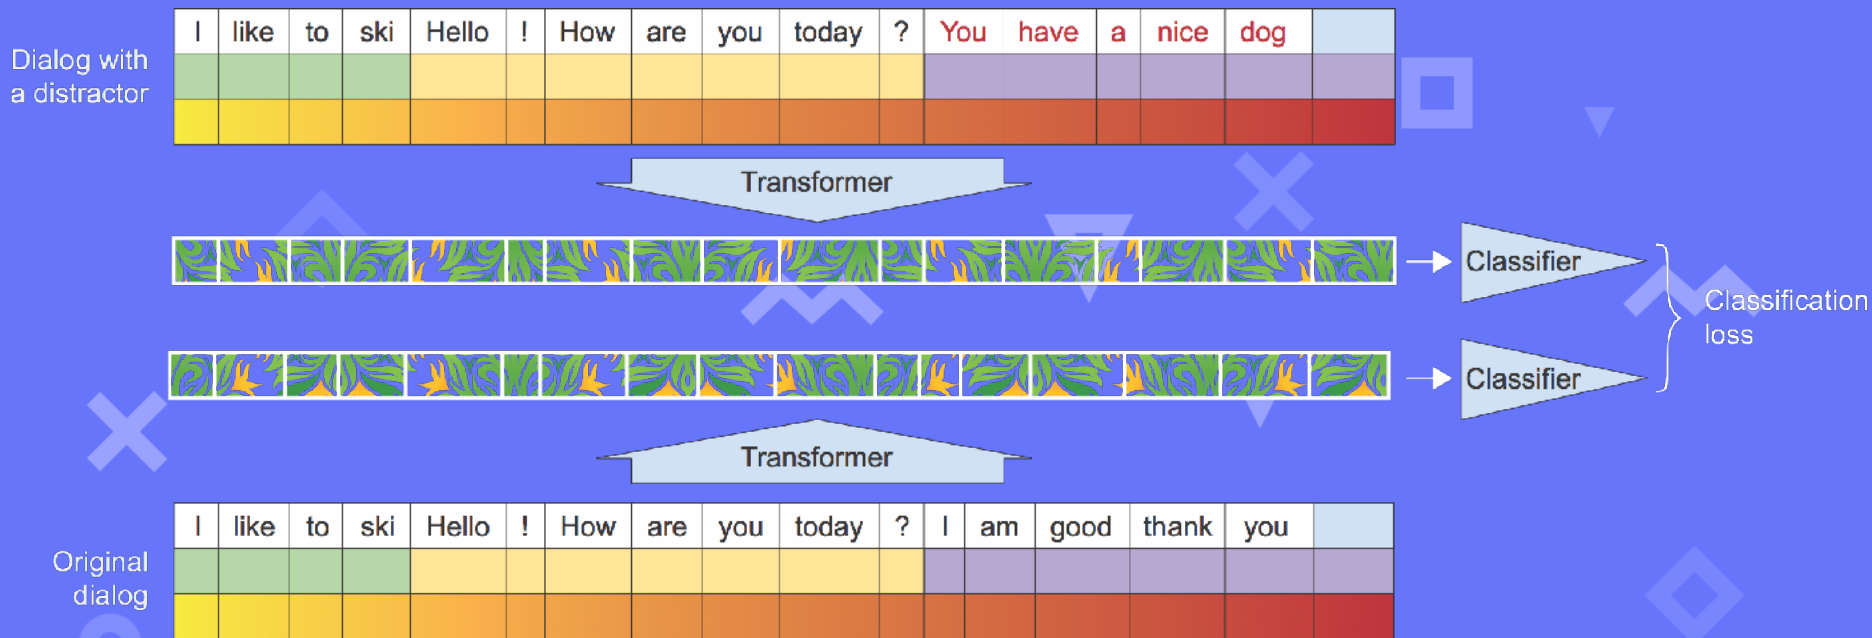 I like to ski Hello ! How are you today ? You have a nice dog
Dialog with
a distractor
Transformer
Classifier
Classification
loss
Classifier
Transformer
I like to ski Hello ! How are you today ? I am good thank you
Original
dialog